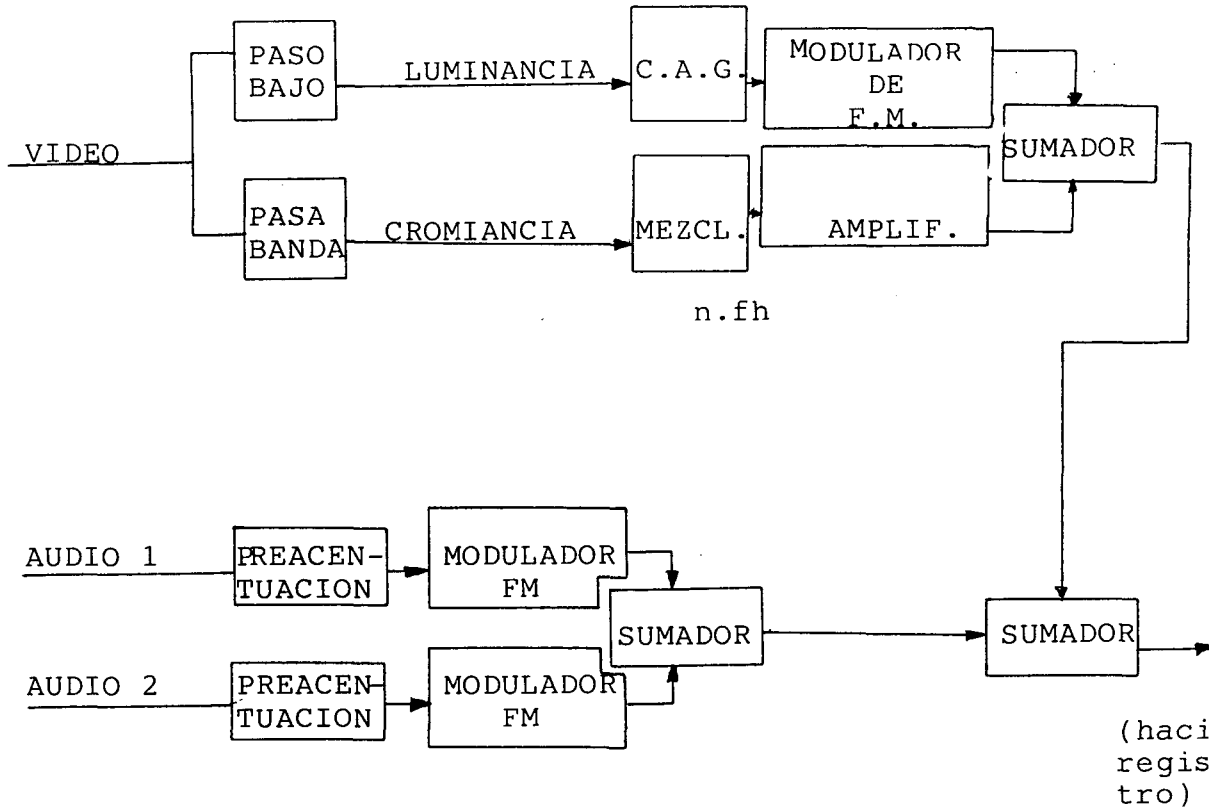 PASO
BAJO
LUMINANCIA
C.A.G.
MODULADOR
DE
F.M.
SUMADOR
VIDEO
PASA
BANDA
CROMIANCIA
MEZCL.
AMPLIF.
n.fh
AUDIO 1
PREACEN-
TUACION
MODULADOR
FM
SUMADOR
SUMADOR
AUDIO 2
PREACEN-
TUACION
MODULADOR
FM
(haci
regis
tro)